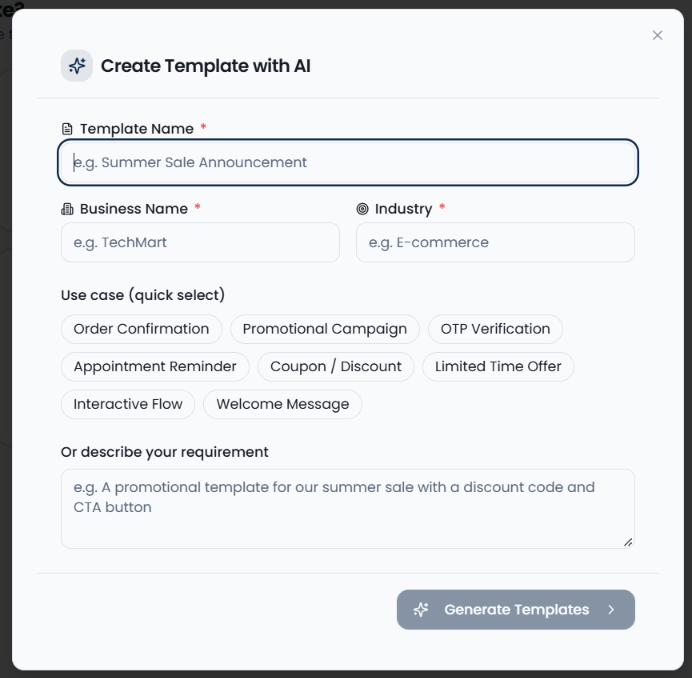 te?
e t
Create Template with AI
Template Name *
e.g. Summer Sale Announcement
Business Name * Industry *
e.g. TechMart e.g. E-commerce
Use case (quick select)
Order Confirmation Promotional Campaign OTP Verification
Appointment Reminder Coupon / Discount Limited Time Offer
Interactive Flow Welcome Message
Or describe your requirement
e.g. A promotional template for our summer sale with a discount code and
CTA button
Generate Templates